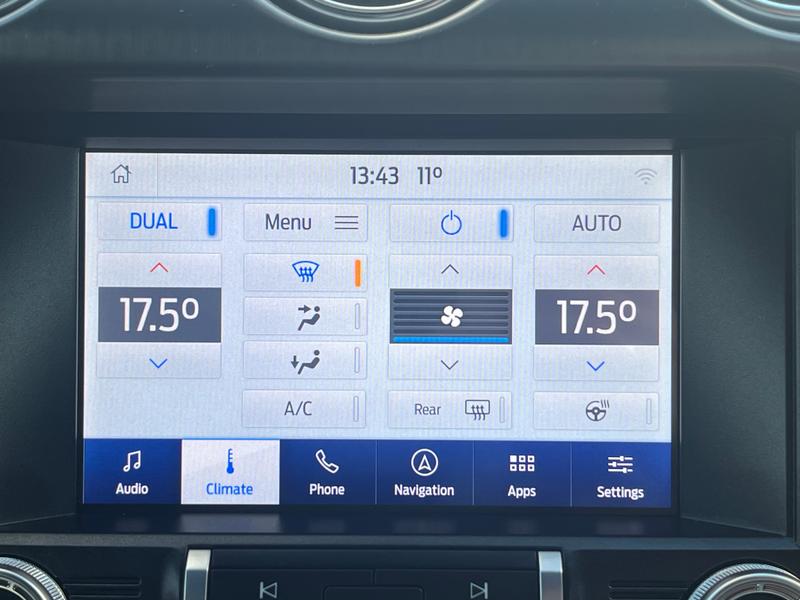 13:43 11º
DUAL Menu AUTO
17.5º 17.5º
A/C Rear
Audio Climate Phone Navigation Apps Settings